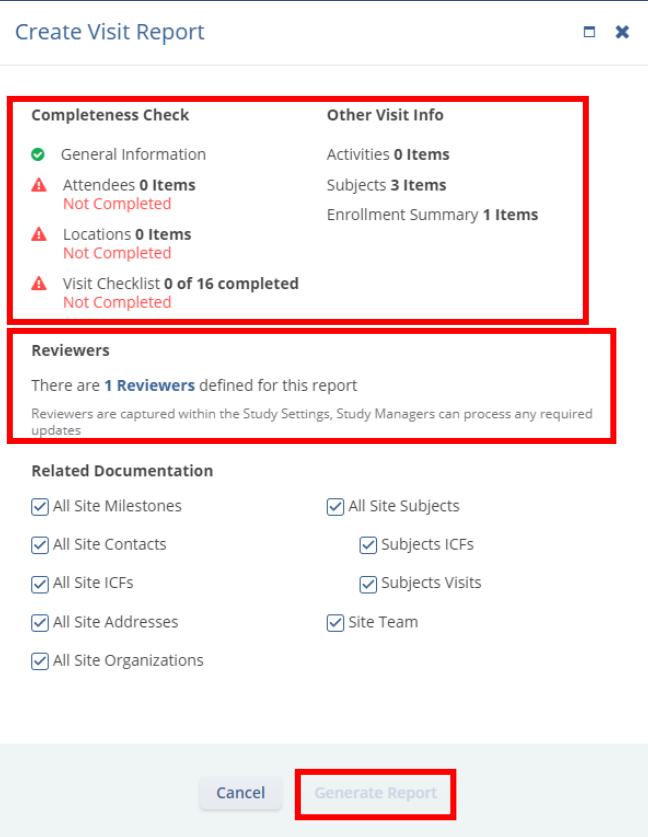 Create Visit Report
Completeness Check
General Information
Attendees 0 Items
Not Completed
Locations 0 Items
Not Completed
Visit Checklist 0 of 16 completed
Not Completed
Other Visit Info
Activities 0 Items
Subjects 3 Items
Enrollment Summary 1 Items
Reviewers
There are 1 Reviewers defined for this report
Reviewers are captured within the Study Settings, Study Managers can process any required
updates
Related Documentation
All Site Milestones
All Site Contacts
All Site ICFs
All Site Addresses
All Site Organizations
All Site Subjects
Subjects ICFs
Subjects Visits
Site Team
Cancel
Generate Report